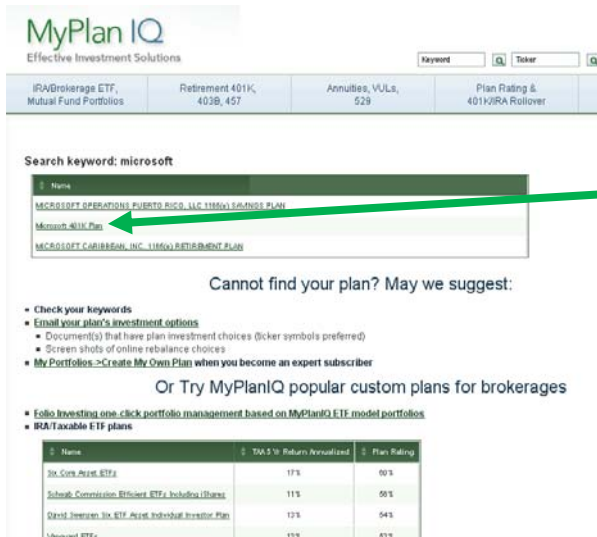 MyPlan IQ
Effective Investment Solutions
Keyword Ticker
IRA/Brokerage ETF, Mutual Fund Portfolios
Retirement 401K, 403B, 457
Annuities, VULs, 529
Plan Rating & 401K/IRA Rollover
Search keyword: microsoft
Name
MICROSOFT OPERATIONS PUERTO RICO, LLC 1165(e) SAVINGS PLAN
Microsoft 401K Plan
MICROSOFT CARIBBEAN, INC. 1165(e) RETIREMENT PLAN
Cannot find your plan? May we suggest:
Check your keywords
Email your plan's investment options
Document(s) that have plan investment choices (ticker symbols preferred)
Screen shots of online rebalance choices
My Portfolios->Create My Own Plan when you become an expert subscriber
Or Try MyPlanIQ popular custom plans for brokerages
Folio Investing one-click portfolio management based on MyPlanIQ ETF model portfolios
IRA/Taxable ETF plans
Name TAA 5 Yr Return Annualized Plan Rating
Six Core Asset ETFs 17%
Schwab Commission Efficient ETFs Including iShares 11%
David Swensen Six ETF Asset Individual Investor Plan 54%
Vanguard ETFs